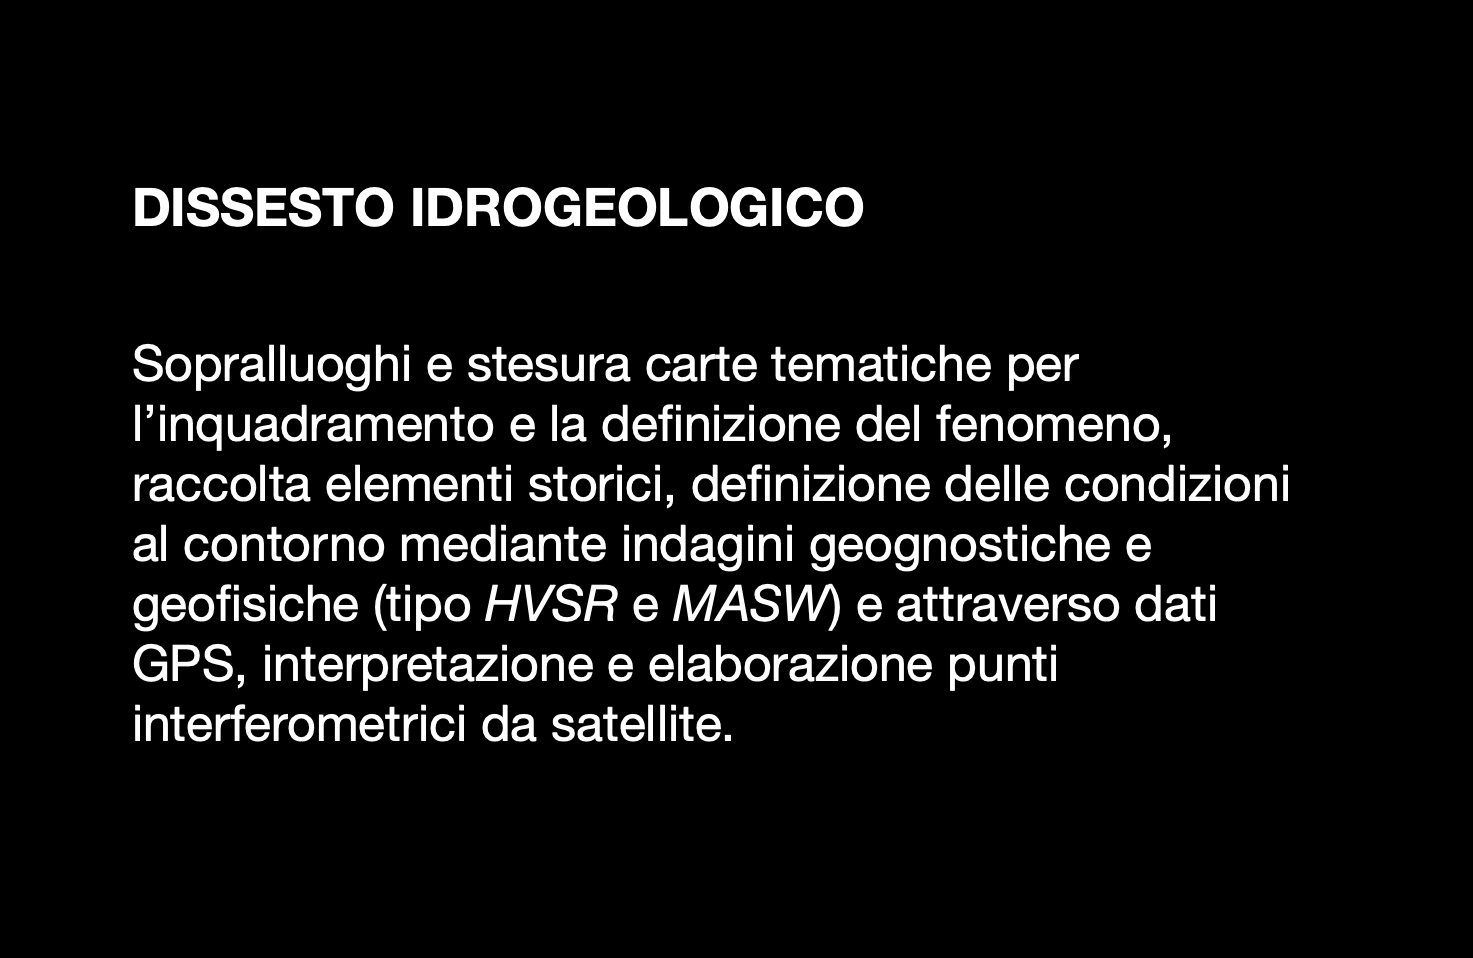 DISSESTO IDROGEOLOGICO
Sopralluoghi e stesura carte tematiche per
l’inquadramento e la definizione del fenomeno,
raccolta elementi storici, definizione delle condizioni
al contorno mediante indagini geognostiche e
geofisiche (tipo HVSR e MASW) e attraverso dati
GPS, interpretazione e elaborazione punti
interferometrici da satellite.